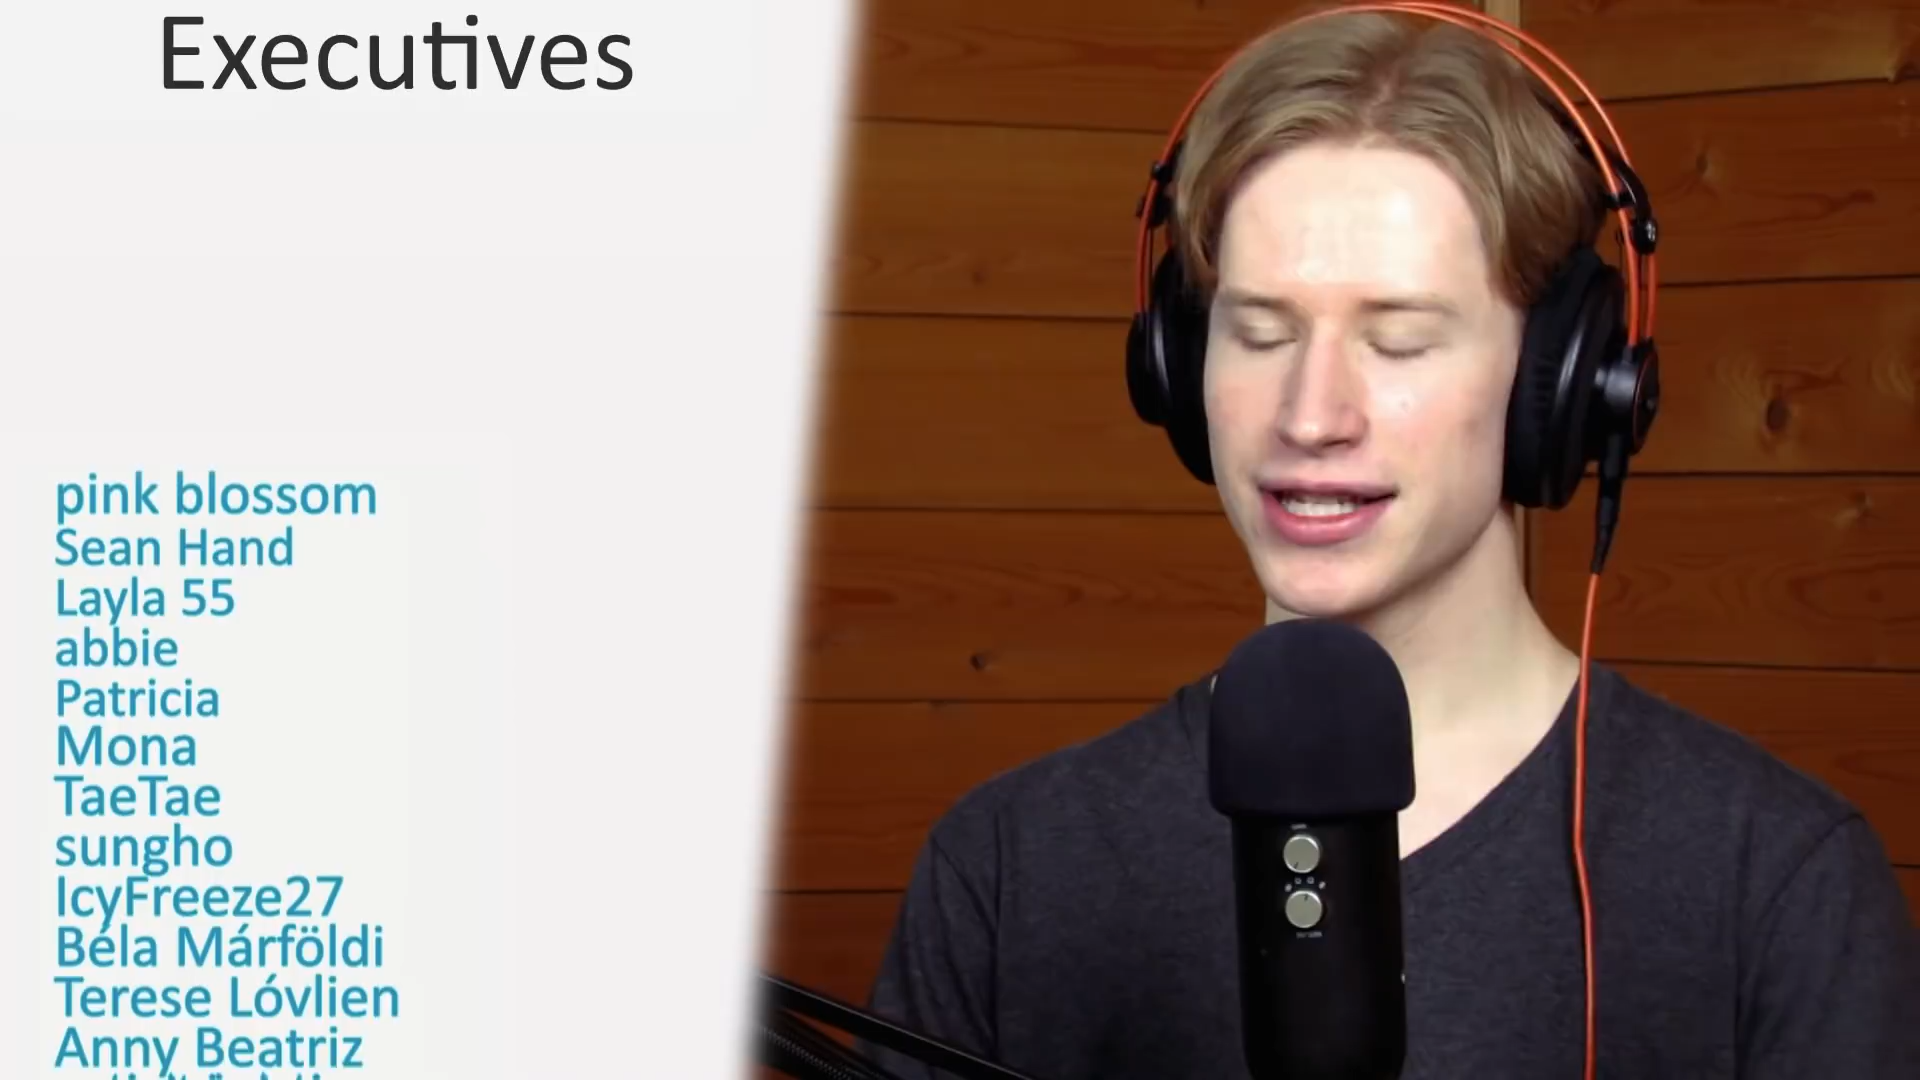 Executives
pink blossom
Sean Hand
Layla 55
abbie
Patricia
Mona
TaeTae
sungho
IcyFreeze27
Béla Márföldi
Terese Lóvlien
Anny Beatriz